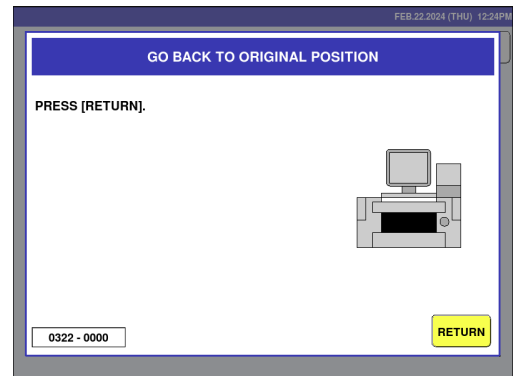 FEB.22.2024 (THU) 12:24PM
GO BACK TO ORIGINAL POSITION
PRESS [RETURN].
0322 - 0000
RETURN